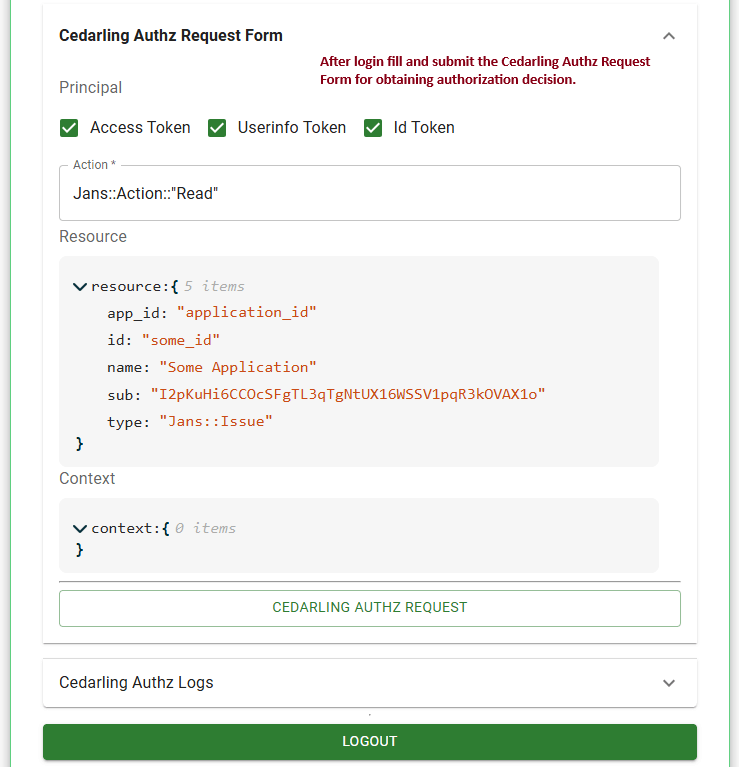 Cedarling Authz Request Form
After login fill and submit the Cedarling Authz Request
Form for obtaining authorization decision.
Principal
Access Token Userinfo Token Id Token
Action *
Jans::Action::"Read"
Resource
resource:{ 5 items
app_id: "application_id"
id: "some_id"
name: "Some Application"
sub: "I2pKuHi6CCOcSFgTL3qTgNtUX16WSSV1pqR3kOVAX1o"
type: "Jans::Issue"
}
Context
context:{ 0 items
}
CEDARLING AUTHZ REQUEST
Cedarling Authz Logs
LOGOUT